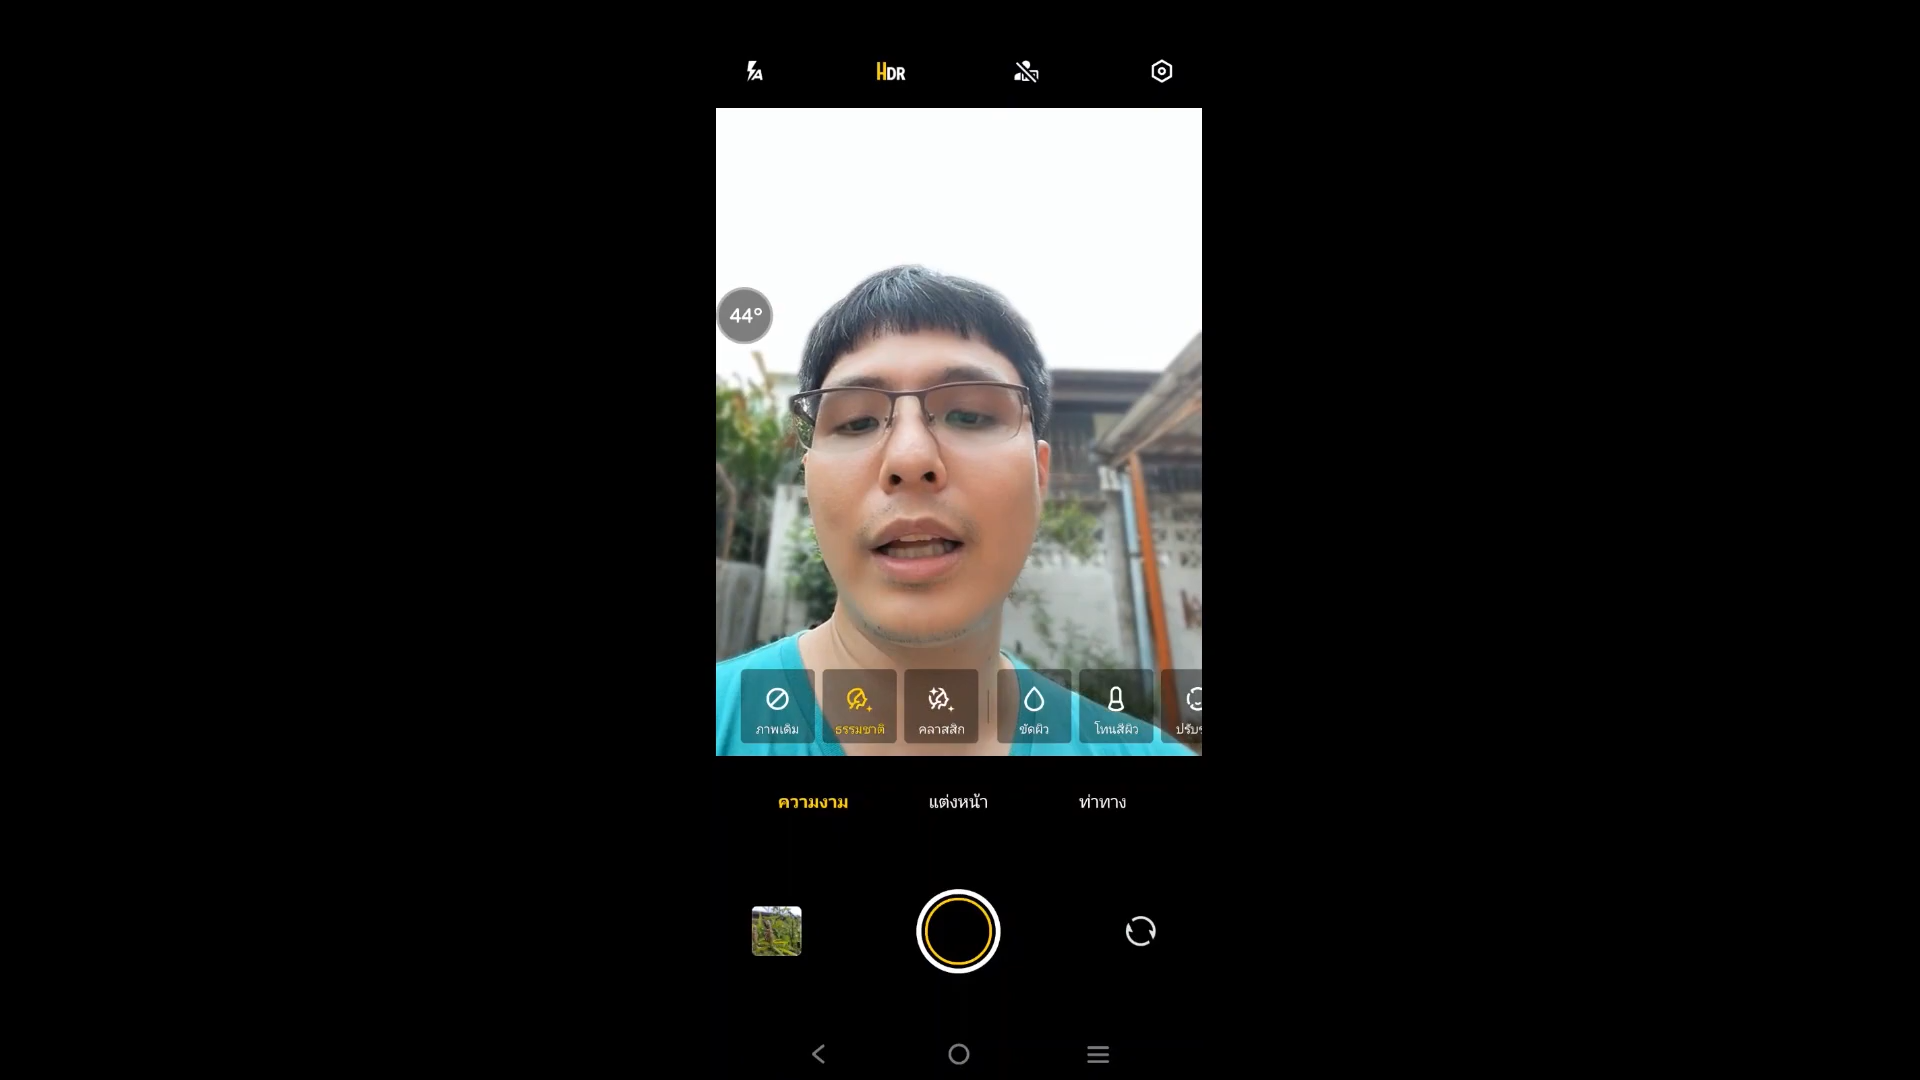 HDR
44°
ภาพเดิม
ธรรมชาติ
คลาสสิก
ขัดผิว
โทนสีผิว
ความงาม
แต่งหน้า
ท่าทาง